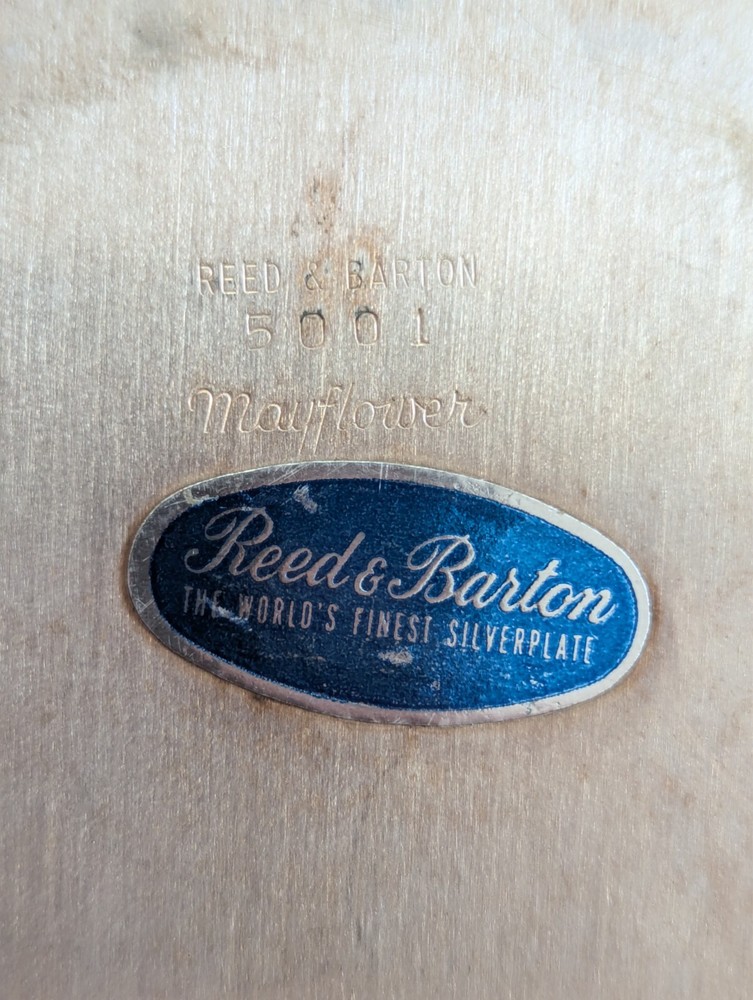 REED & BARTON
5001
Mayflower
Reed & Barton
THE WORLD'S FINEST SILVERPLATE